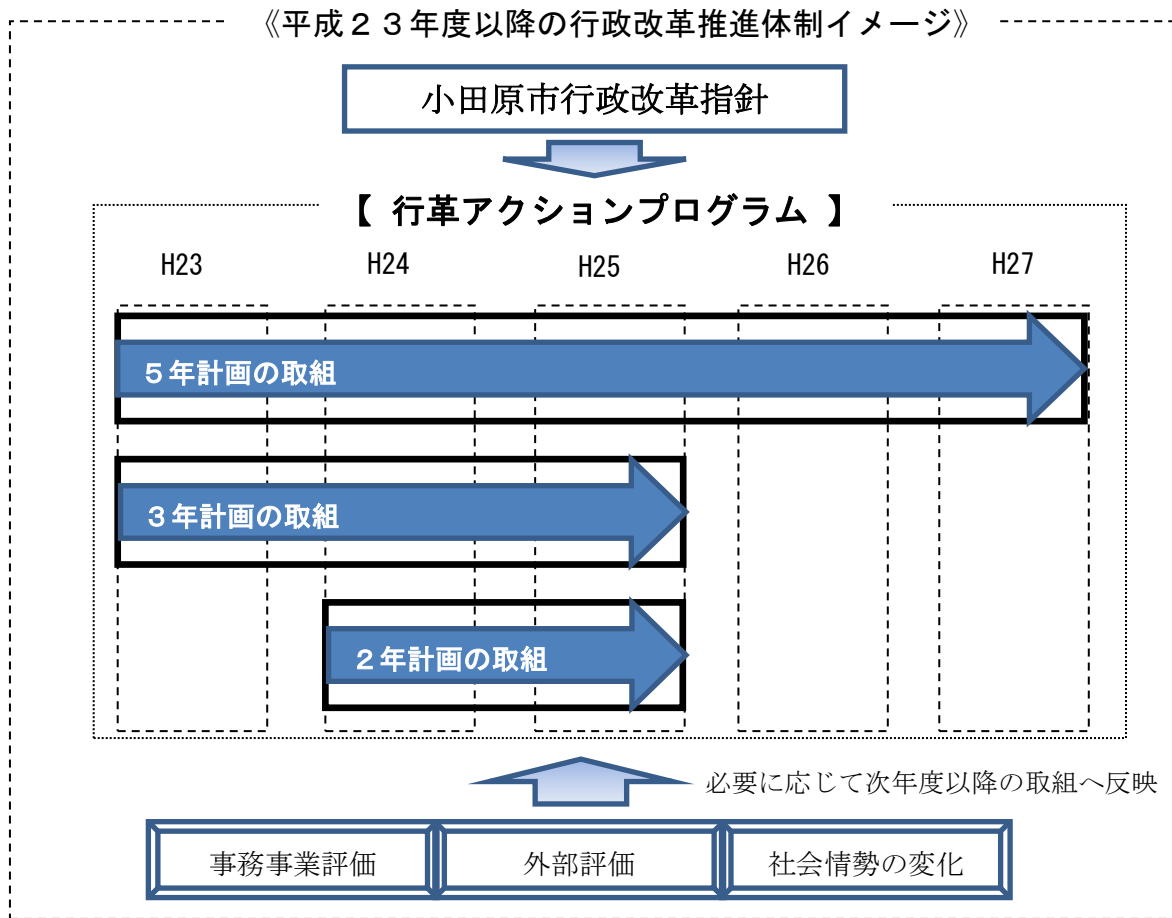 《平成２３年度以降の行政改革推進体制イメージ》
小田原市行政改革指針
【 行革アクションプログラム 】
H23 H24 H25 H26 H27
５年計画の取組
３年計画の取組
２年計画の取組
必要に応じて次年度以降の取組へ反映
事務事業評価 外部評価 社会情勢の変化